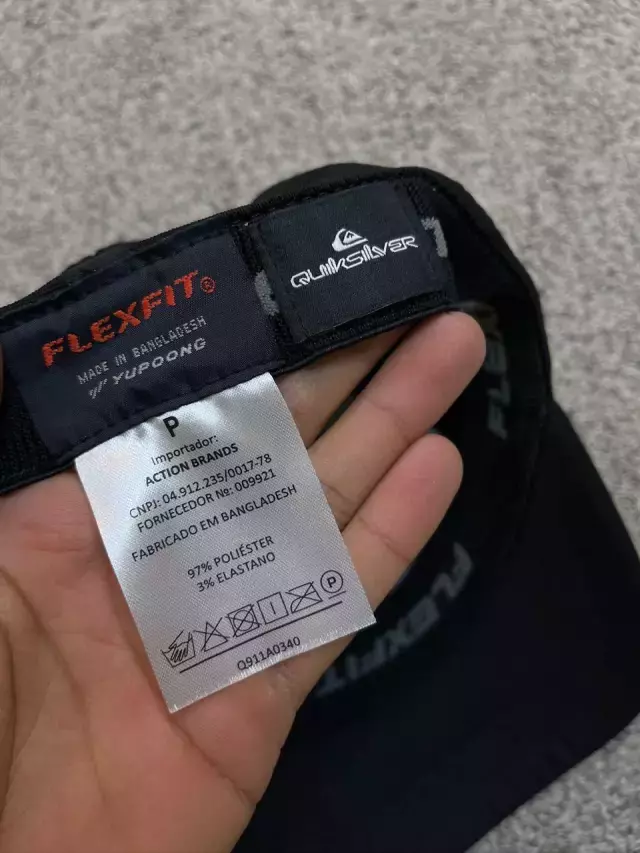 FLEXFIT®
MADE IN BANGLADESH
YUPOONG
QUIKSILVER
P
Importador:
ACTION BRANDS
CNPJ: 04.912.235/0017-78
FORNECEDOR Nº: 009921
FABRICADO EM BANGLADESH
97% POLIÉSTER
3% ELASTANO
P
Q911A0340
FLEX
FLEXFIT